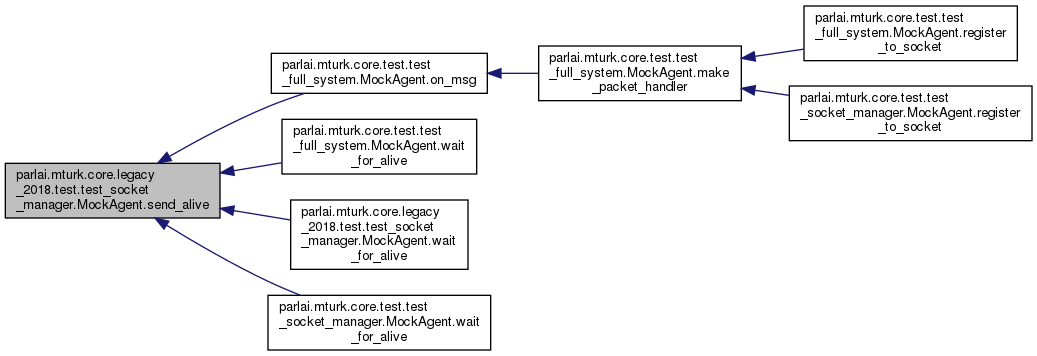 parlai.mturk.core.test.test
_full_system.MockAgent.register
_to_socket
parlai.mturk.core.test.test
_full_system.MockAgent.on_msg
parlai.mturk.core.test.test
_full_system.MockAgent.make
_packet_handler
parlai.mturk.core.test.test
_socket_manager.MockAgent.register
_to_socket
parlai.mturk.core.test.test
_full_system.MockAgent.wait
_for_alive
parlai.mturk.core.legacy
_2018.test.test_socket
_manager.MockAgent.send_alive
parlai.mturk.core.legacy
_2018.test.test_socket
_manager.MockAgent.wait
_for_alive
parlai.mturk.core.test.test
_socket_manager.MockAgent.wait
_for_alive